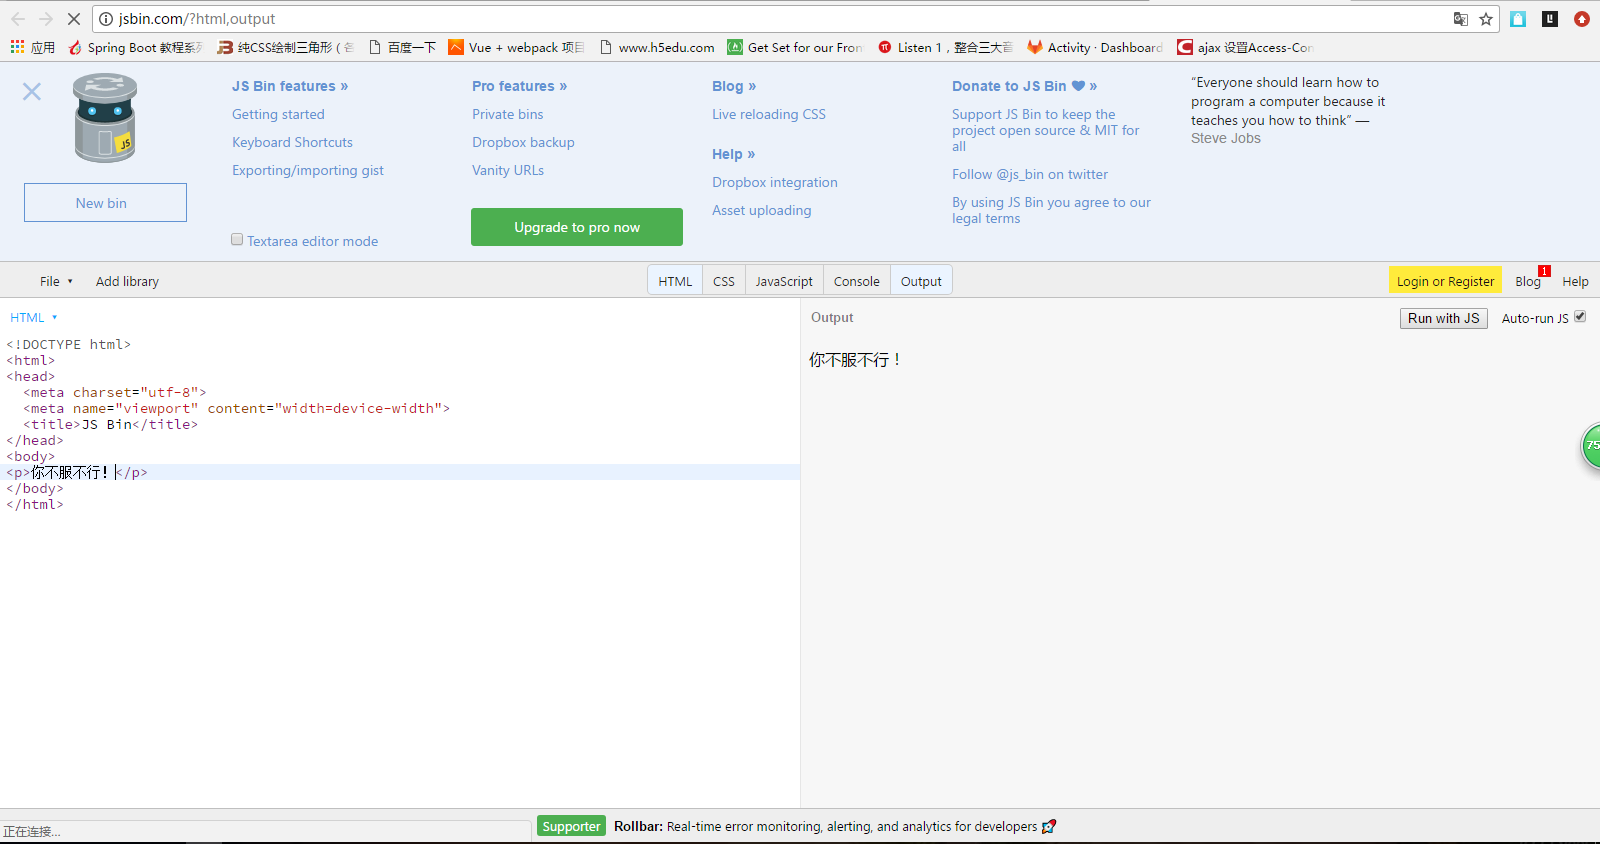 jsbin.com/?html,output
应用 Spring Boot 教程系列 纯CSS绘制三角形（各 百度一下 Vue + webpack 项目 www.h5edu.com Get Set for our Fron Listen 1，整合三大音 Activity · Dashboard ajax 设置Access-Con
JS Bin features »
Getting started
Keyboard Shortcuts
Exporting/importing gist
Textarea editor mode
Pro features »
Private bins
Dropbox backup
Vanity URLs
Upgrade to pro now
Blog »
Live reloading CSS
Help »
Dropbox integration
Asset uploading
Donate to JS Bin ❤ »
Support JS Bin to keep the
project open source & MIT for
all
Follow @js_bin on twitter
By using JS Bin you agree to our
legal terms
“Everyone should learn how to
program a computer because it
teaches you how to think” —
Steve Jobs
JS
New bin
File Add library HTML CSS JavaScript Console Output Login or Register Blog 1 Help
HTML
<!DOCTYPE html>
<html>
<head>
  <meta charset="utf-8">
  <meta name="viewport" content="width=device-width">
  <title>JS Bin</title>
</head>
<body>
<p>你不服不行！</p>
</body>
</html>
Output Run with JS Auto-run JS
你不服不行！
75
正在连接...
Supporter Rollbar: Real-time error monitoring, alerting, and analytics for developers